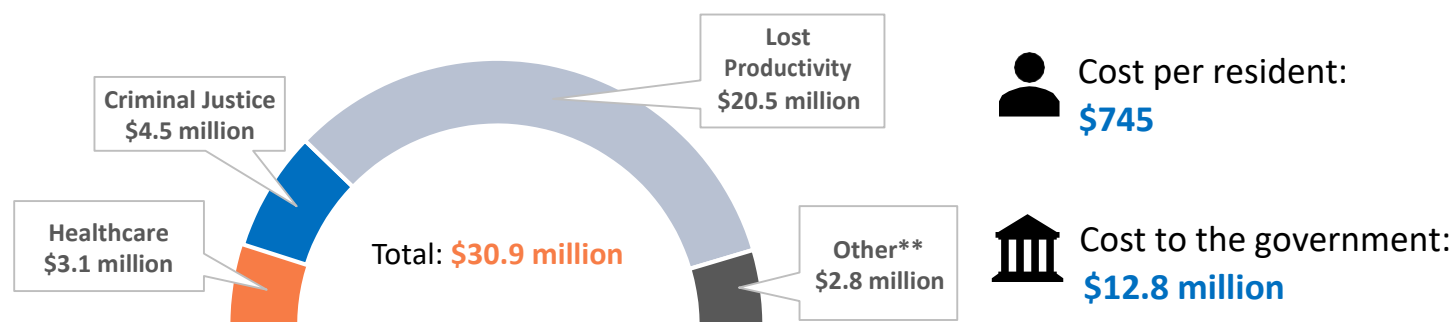 Lost
Productivity
$20.5 million
Criminal Justice
$4.5 million
Healthcare
$3.1 million
Total: $30.9 million
Other**
$2.8 million
Cost per resident:
$745
Cost to the government:
$12.8 million